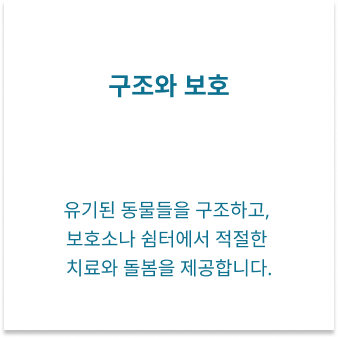 구조와 보호
유기된 동물들을 구조하고,
보호소나 쉼터에서 적절한
치료와 돌봄을 제공합니다.